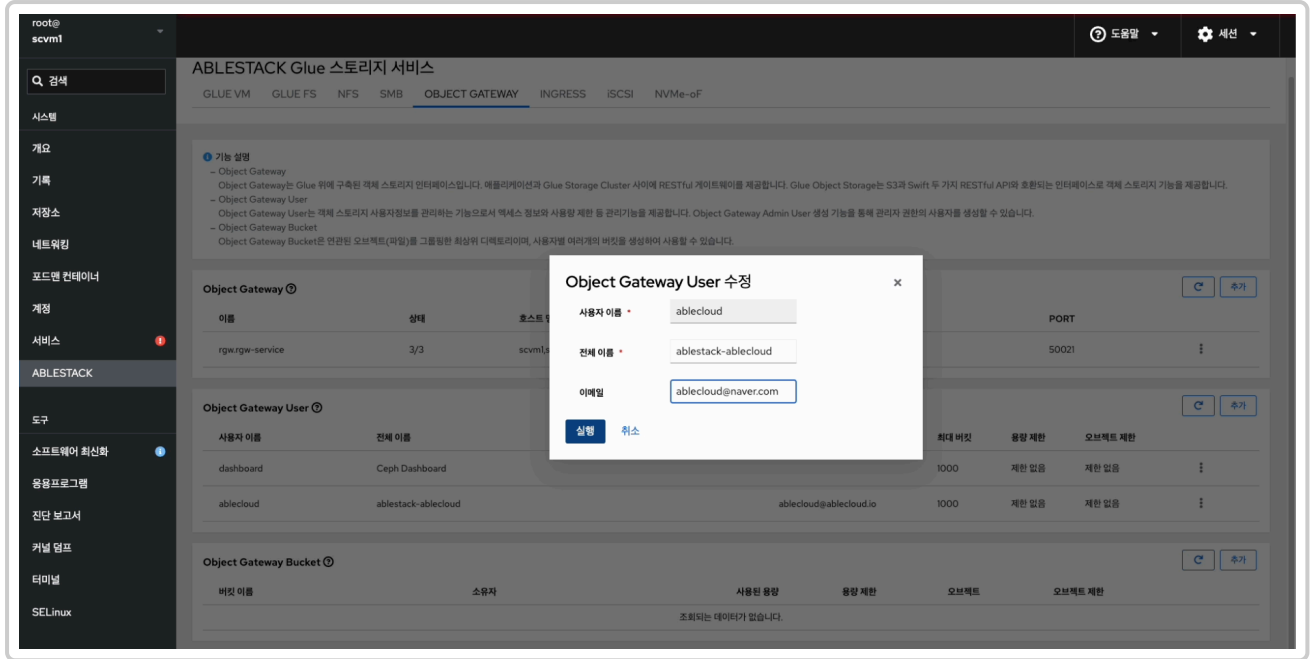 root@
scvm1
도움말
세션
검색
시스템
개요
기록
저장소
네트워킹
포드맨 컨테이너
계정
서비스
ABLESTACK
도구
소프트웨어 최신화
응용프로그램
진단 보고서
커널 덤프
터미널
SELinux
ABLESTACK Glue 스토리지 서비스
GLUE VM GLUE FS NFS SMB OBJECT GATEWAY INGRESS iSCSI NVMe-oF
기능 설명
– Object Gateway
Object Gateway는 Glue 위에 구축된 객체 스토리지 인터페이스입니다. 애플리케이션과 Glue Storage Cluster 사이에 RESTful 게이트웨이를 제공합니다. Glue Object Storage는 S3과 Swift 두 가지 RESTful API와 호환되는 인터페이스로 객체 스토리지 기능을 제공합니다.
– Object Gateway User
Object Gateway User는 객체 스토리지 사용자정보를 관리하는 기능으로서 액세스 정보와 사용량 제한 등 관리기능을 제공합니다. Object Gateway Admin User 생성 기능을 통해 관리자 권한의 사용자를 생성할 수 있습니다.
– Object Gateway Bucket
Object Gateway Bucket은 연관된 오브젝트(파일)를 그룹핑한 최상위 디렉토리이며, 사용자별 여러개의 버킷을 생성하여 사용할 수 있습니다.
Object Gateway
추가
이름 상태 호스트 PORT
rgw.rgw-service 3/3 scvm1,s 50021
Object Gateway User 수정
사용자 이름 * ablecloud
전체 이름 * ablestack-ablecloud
이메일 ablecloud@naver.com
실행 취소
Object Gateway User
추가
사용자 이름 전체 이름 최대 버킷 용량 제한 오브젝트 제한
dashboard Ceph Dashboard 1000 제한 없음 제한 없음
ablecloud ablestack-ablecloud ablecloud@ablecloud.io 1000 제한 없음 제한 없음
Object Gateway Bucket
추가
버킷 이름 소유자 사용된 용량 용량 제한 오브젝트 오브젝트 제한
조회되는 데이터가 없습니다.